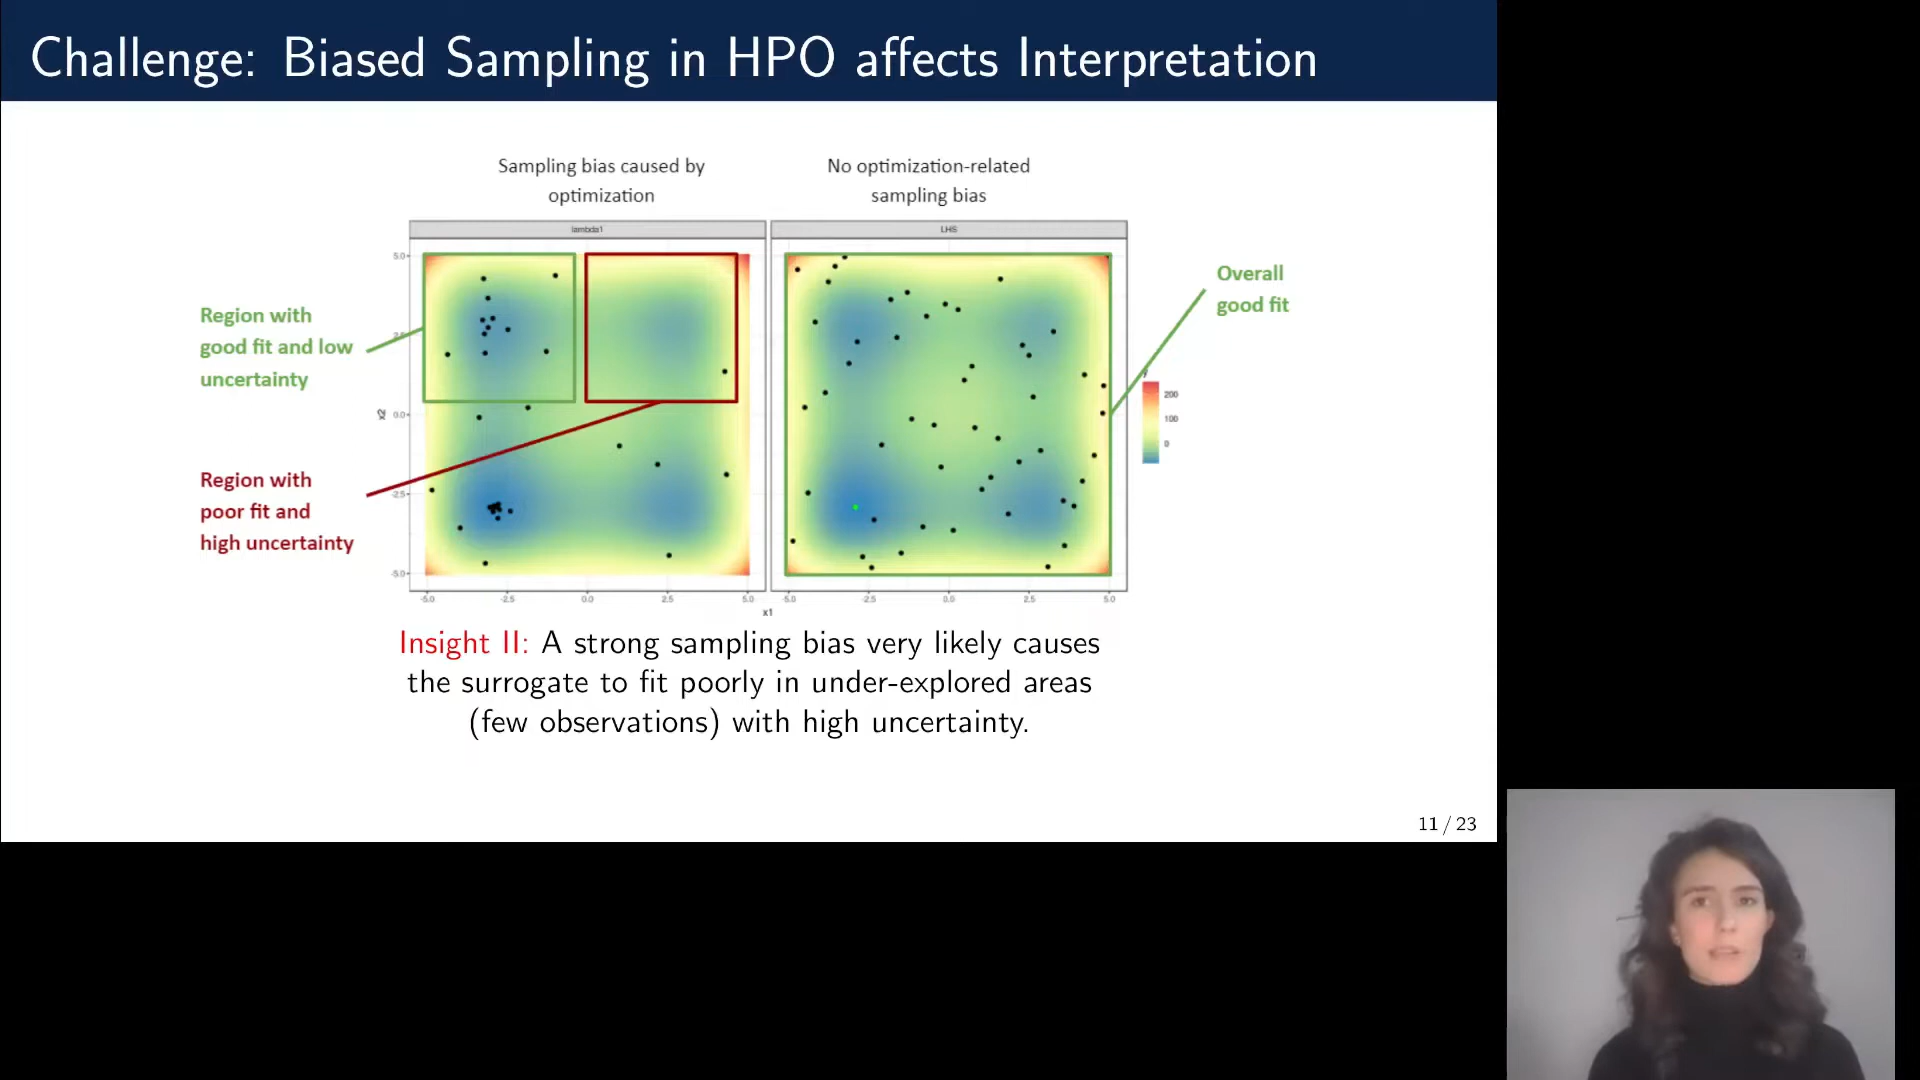 Challenge: Biased Sampling in HPO affects Interpretation
Sampling bias caused by
optimization
No optimization-related
sampling bias
lambda1
LHS
Region with
good fit and low
uncertainty
Region with
poor fit and
high uncertainty
Overall
good fit
5.0
0.0
-2.5
-5.0
x2
-5.0 -2.5 0.0 2.5 5.0
-5.0 -2.5 0.0 2.5 5.0
x1
y
200
100
0
Insight II: A strong sampling bias very likely causes
the surrogate to fit poorly in under-explored areas
(few observations) with high uncertainty.
11 / 23